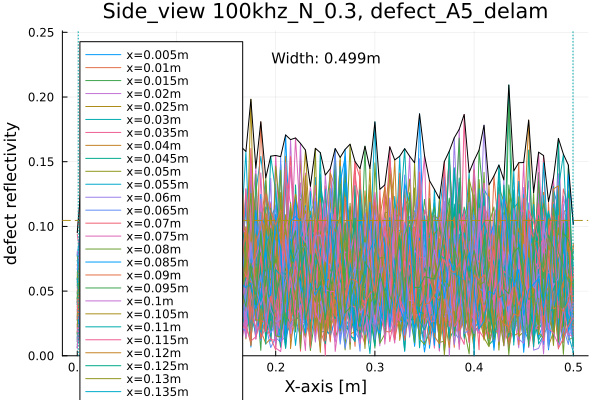 Side_view 100khz_N_0.3, defect_A5_delam
0.25
0.20
0.15
0.10
0.05
0.00
defect reflectivity
Width: 0.499m
x=0.005m
x=0.01m
x=0.015m
x=0.02m
x=0.025m
x=0.03m
x=0.035m
x=0.04m
x=0.045m
x=0.05m
x=0.055m
x=0.06m
x=0.065m
x=0.07m
x=0.075m
x=0.08m
x=0.085m
x=0.09m
x=0.095m
x=0.1m
x=0.105m
x=0.11m
x=0.115m
x=0.12m
x=0.125m
x=0.13m
x=0.135m
0.2 0.3 0.4 0.5
X-axis [m]